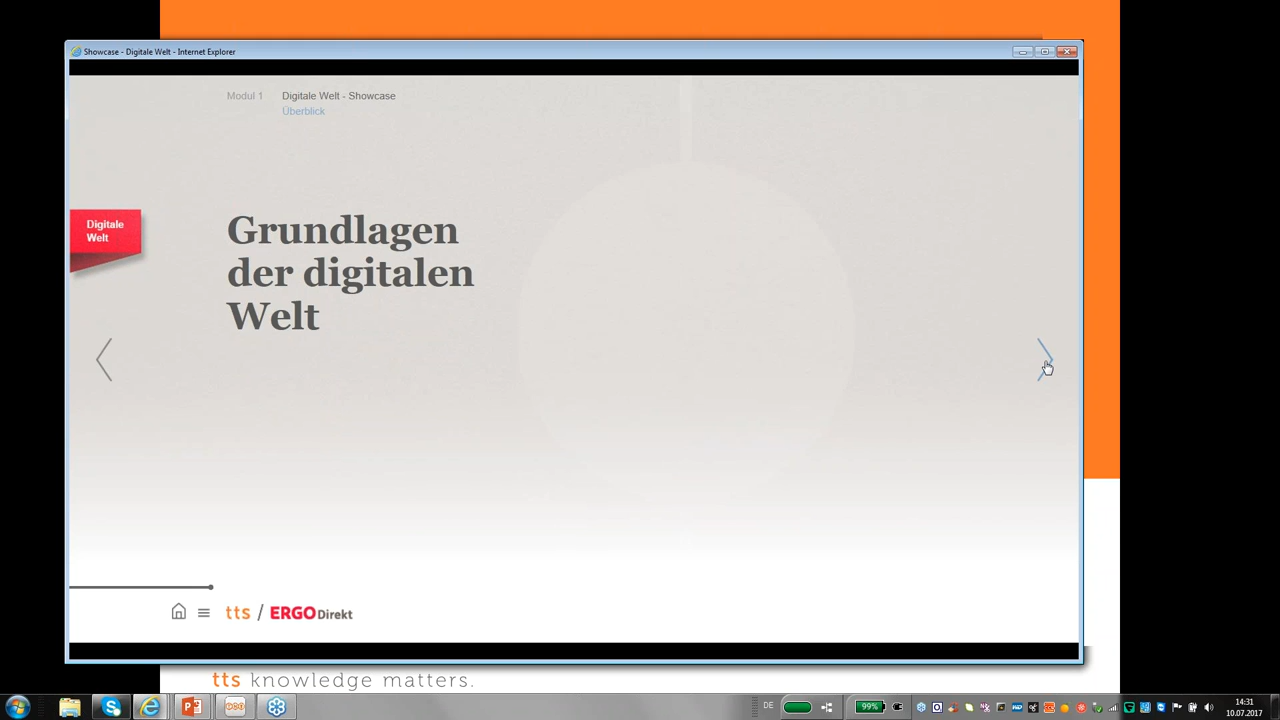 Showcase - Digitale Welt - Internet Explorer
Modul 1 Digitale Welt - Showcase
Überblick
Digitale
Welt
Grundlagen
der digitalen
Welt
tts / ERGO Direkt
tts knowledge matters.
DE
99%
14:31
10.07.2017